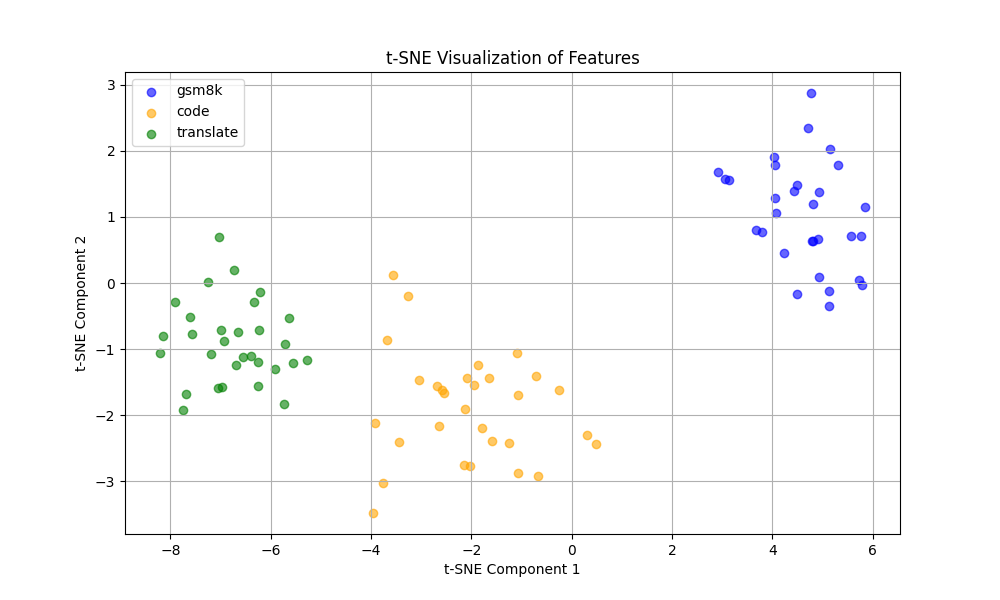 t-SNE Visualization of Features
gsm8k
code
translate
3
2
1
0
−1
−2
−3
t-SNE Component 2
−8
−6
−4
−2
0
2
4
6
t-SNE Component 1